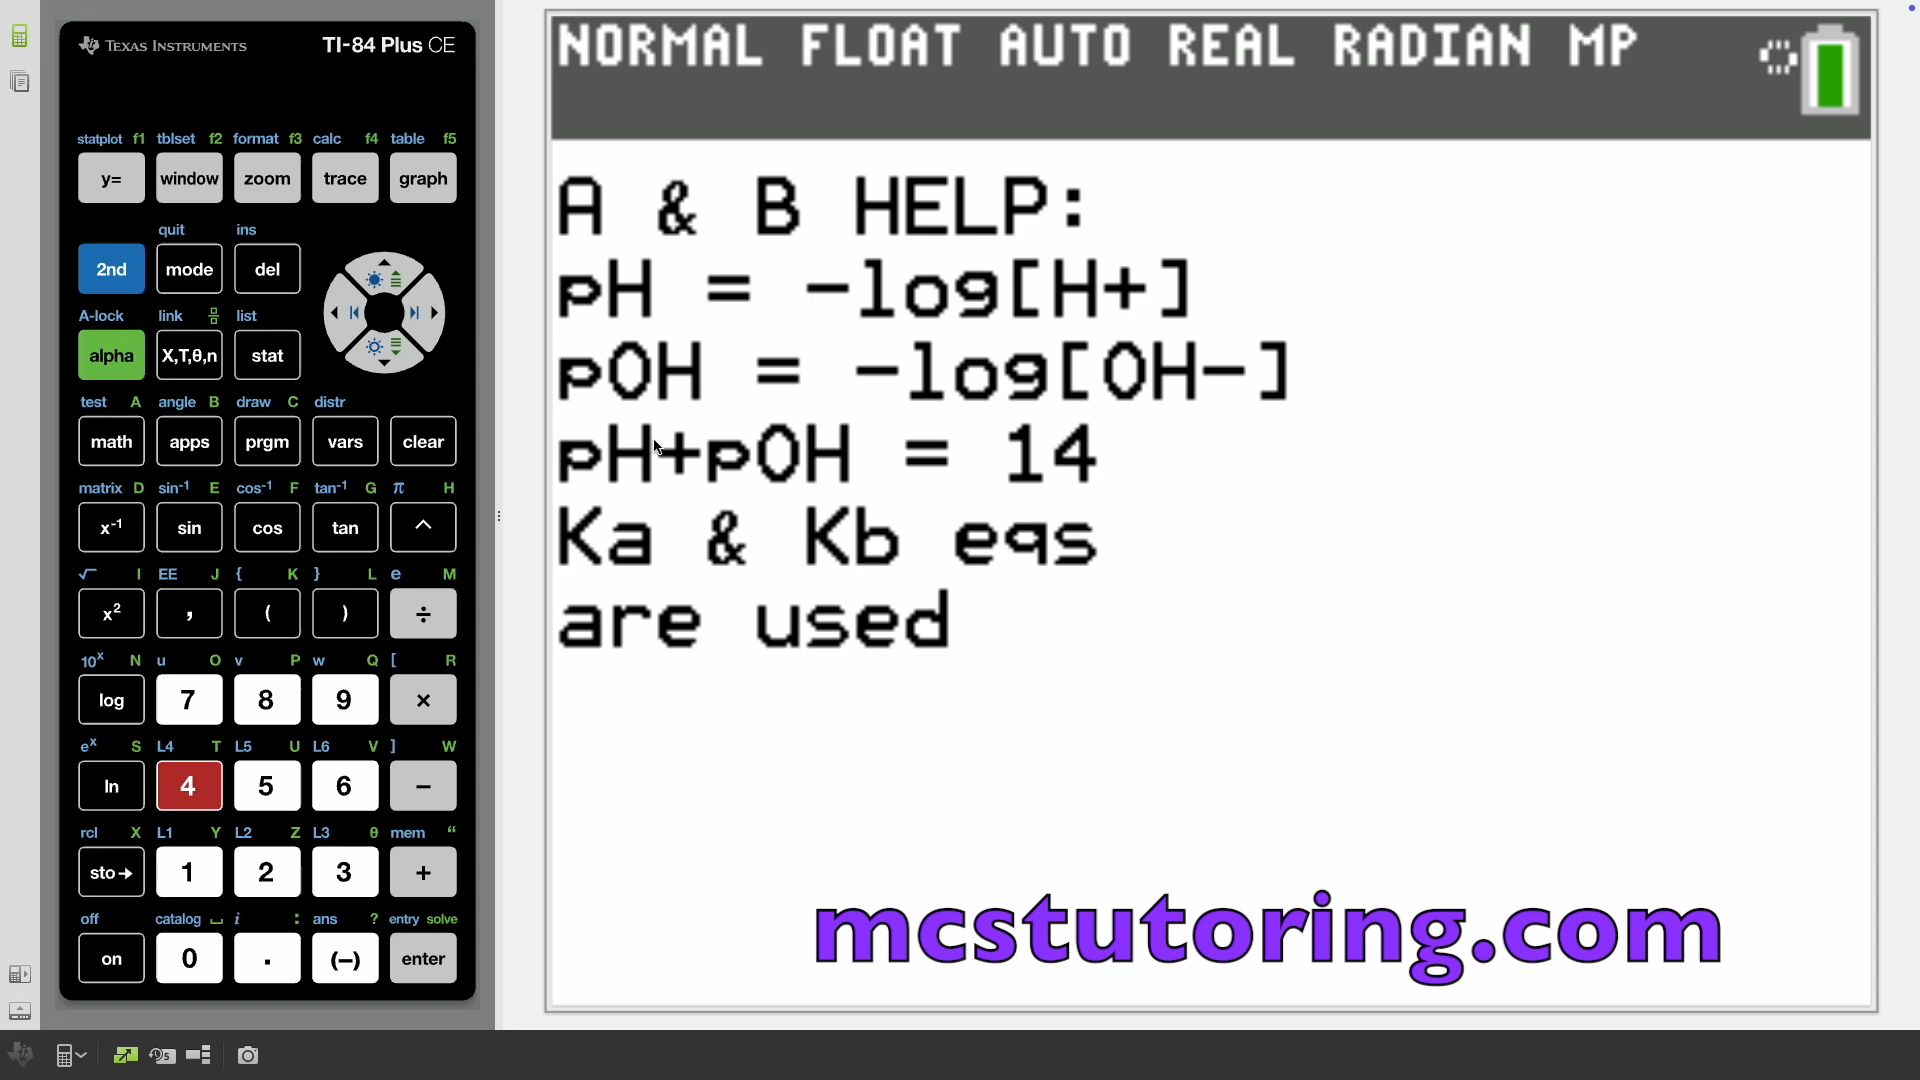 TEXAS INSTRUMENTS TI-84 Plus CE
statplot f1 tblset f2 format f3 calc f4 table f5
y= window zoom trace graph
quit ins
2nd mode del
A-lock link list
alpha X,T,θ,n stat
test A angle B draw C distr
math apps prgm vars clear
matrix D sin⁻¹ E cos⁻¹ F tan⁻¹ G π H
x⁻¹ sin cos tan ^
√ I EE J { K } L e M
x² , ( ) ÷
10ˣ N u O v P w Q [ R
log 7 8 9 ×
eˣ S L4 T L5 U L6 V ] W
ln 4 5 6 −
rcl X L1 Y L2 Z L3 θ mem “
sto→ 1 2 3 +
off catalog ⎵ i : ans ? entry solve
on 0 . (−) enter
NORMAL FLOAT AUTO REAL RADIAN MP
A & B HELP:
pH = -log[H+]
pOH = -log[OH-]
pH+pOH = 14
Ka & Kb eqs
are used
mcstutoring.com